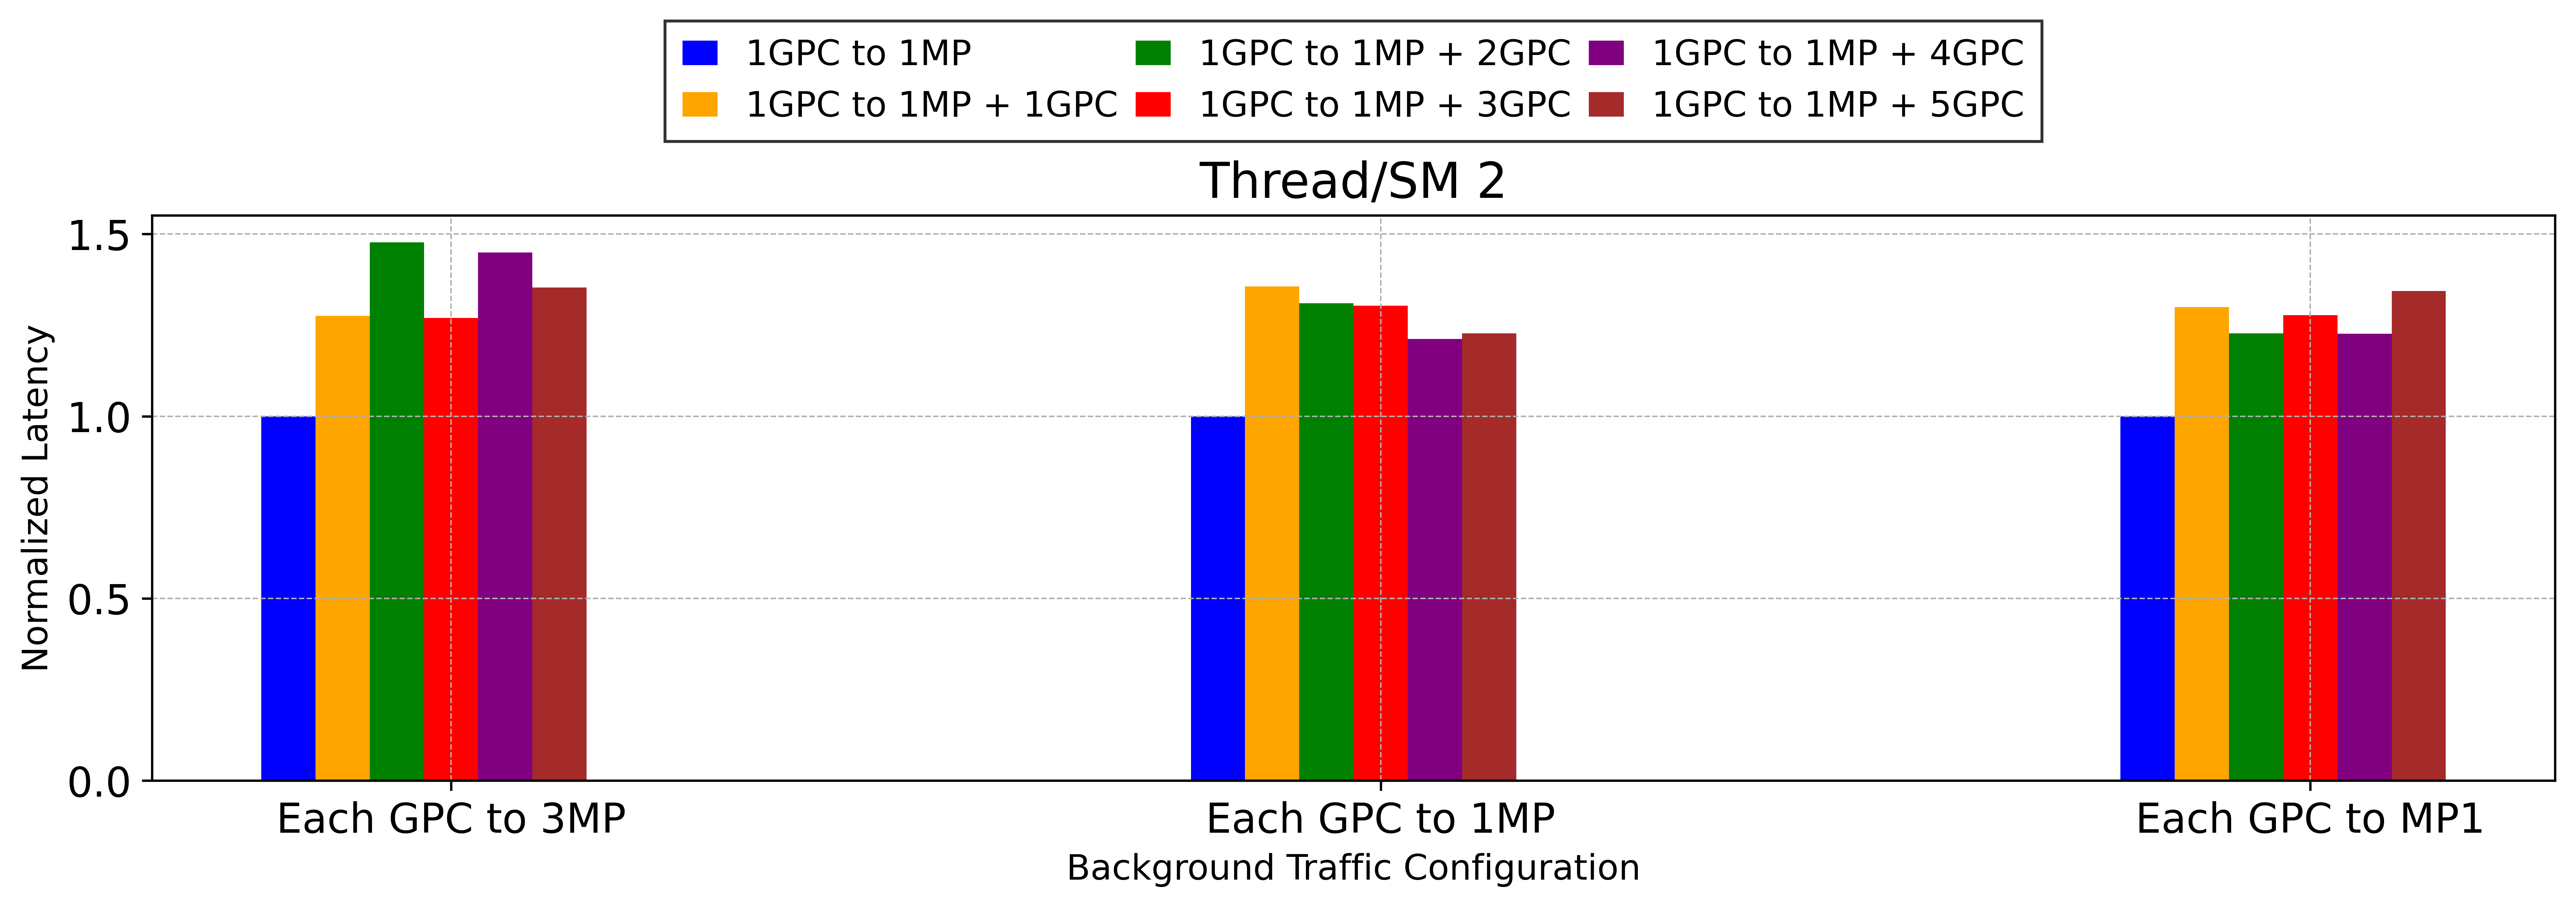 1GPC to 1MP
1GPC to 1MP + 1GPC
1GPC to 1MP + 2GPC
1GPC to 1MP + 3GPC
1GPC to 1MP + 4GPC
1GPC to 1MP + 5GPC
Thread/SM 2
Normalized Latency
1.5
1.0
0.5
0.0
Each GPC to 3MP
Each GPC to 1MP
Each GPC to MP1
Background Traffic Configuration